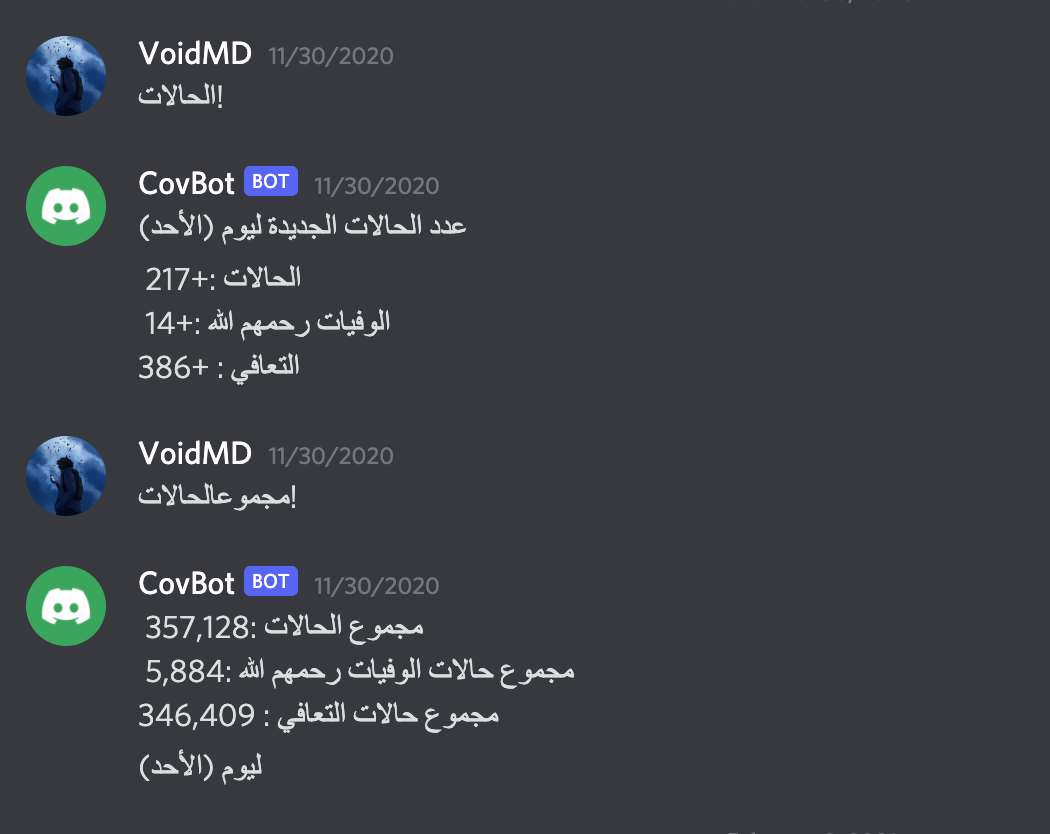 VoidMD 11/30/2020
!الحالات
CovBot BOT 11/30/2020
عدد الحالات الجديدة ليوم (الأحد)
الحالات :+217
الوفيات رحمهم الله :+14
التعافي : +386
VoidMD 11/30/2020
!مجموعالحالات
CovBot BOT 11/30/2020
مجموع الحالات :357,128
مجموع حالات الوفيات رحمهم الله :5,884
مجموع حالات التعافي : 346,409
ليوم (الأحد)